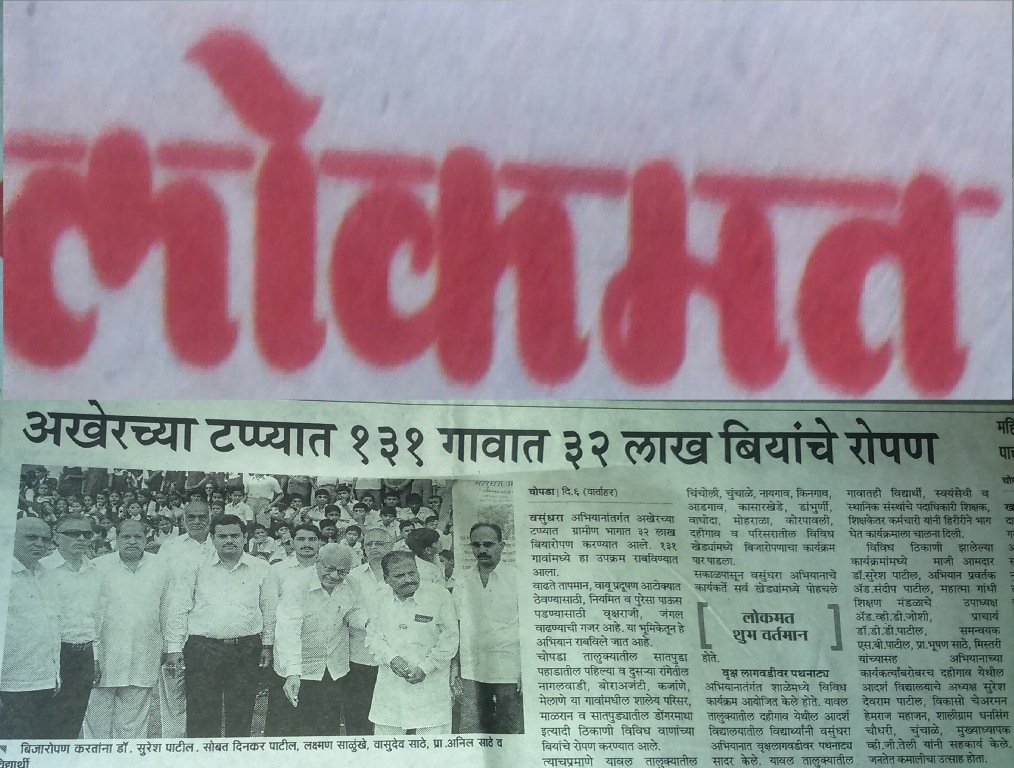 लोकमत
अखेरच्या टप्प्यात १३१ गावात ३२ लाख बियांचे रोपण
बिजारोपण करतांना डॉ. सुरेश पाटील. सोबत दिनकर पाटील, लक्ष्मण साळुंखे, वासुदेव साठे, प्रा.अनिल साठे व
विद्यार्थी
चोपडा | दि.६ (वार्ताहर)
वसुंधरा अभियानांतर्गत अखेरच्या
टप्प्यात ग्रामीण भागात ३२ लाख
बियारोपण करण्यात आले. १३१
गावांमध्ये हा उपक्रम राबविण्यात
आला.
वाढते तापमान, वायू प्रदूषण आटोक्यात
ठेवण्यासाठी, नियमित व पुरेसा पाऊस
पडण्यासाठी वृक्षराजी, जंगल
वाढण्याची गजर आहे. या भूमिकेतून हे
अभियान राबविले जात आहे.
चोपडा तालुक्यातील सातपुडा
पहाडातील पहिल्या व दुसऱ्या रांगेतील
नागलवाडी, बोराअजंटी, कर्जाणे,
मेलाणे या गावांमधील शालेय परिसर,
माळरान व सातपुड्यातील डोंगरमाथा
इत्यादी ठिकाणी विविध वाणांच्या
बियांचे रोपण करण्यात आले.
त्याचप्रमाणे यावल तालुक्यातील
चिंचोली, चुंचाळे, नायगाव, किनगाव,
आडगाव, कासारखेडे, डांभुर्णी,
वाघोदा, मोहराळा, कोरपावली,
दहीगाव व परिसरातील विविध
खेड्यांमध्ये बिजारोपणाचा कार्यक्रम
पार पाडला.
सकाळपासून वसुंधरा अभियानाचे
कार्यकर्ते सर्व खेड्यांमध्ये पोहचले
लोकमत
शुभ वर्तमान
होते.
वृक्ष लागवडीवर पथनाट्य
अभियानातंर्गत शाळेमध्ये विविध
कार्यक्रम आयोजित केले होते. यावल
तालुक्यातील दहीगाव येथील आदर्श
विद्यालयातील विद्यार्थ्यांनी वसुंधरा
अभियानात वृक्षलागवडीवर पथनाट्य
सादर केले. यावल तालुक्यातील
गावातही विद्यार्थी, स्वयंसेवी व
स्थानिक संस्थांचे पदाधिकारी शिक्षक,
शिक्षकेतर कर्मचारी यांनी हिरीरीने भाग
घेत कार्यक्रमाला चालना दिली.
विविध ठिकाणी झालेल्या
कार्यक्रमांमध्ये माजी आमदार
डॉ.सुरेश पाटील, अभियान प्रवर्तक
अॅड.संदीप पाटील, महात्मा गांधी
शिक्षण मंडळाचे उपाध्यक्ष
अॅड.व्ही.डी.जोशी, प्राचार्य
डॉ.डी.डी.पाटील, समन्वयक
एस.बी.पाटील, प्रा.भूषण साठे, मिस्तरी
यांच्यासह अभियानाच्या
कार्यकर्त्यांबरोबरच दहीगाव येथील
आदर्श विद्यालयाचे अध्यक्ष सुरेश
देवराम पाटील, विकासो चेअरमन
हेमराज महाजन, शालीग्राम धनसिंग
चौधरी, चुंचाळे, मुख्याध्यापक
व्ही.जी.तेली यांनी सहकार्य केले.
जनतेत कमालीचा उत्साह होता.